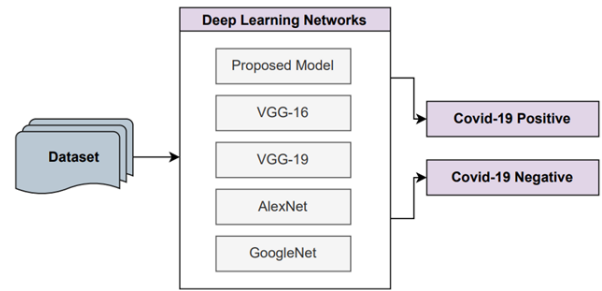 Deep Learning Networks
Proposed Model
VGG-16
VGG-19
AlexNet
GoogleNet
Dataset
Covid-19 Positive
Covid-19 Negative